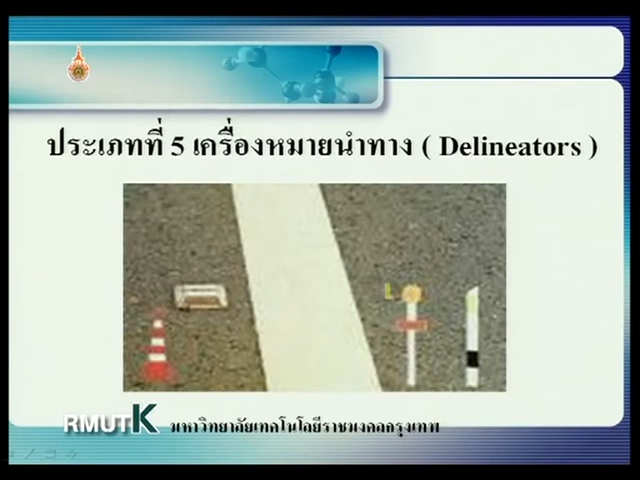 ประเภทที่ 5 เครื่องหมายนำทาง ( Delineators )
RMUTK มหาวิทยาลัยเทคโนโลยีราชมงคลกรุงเทพ